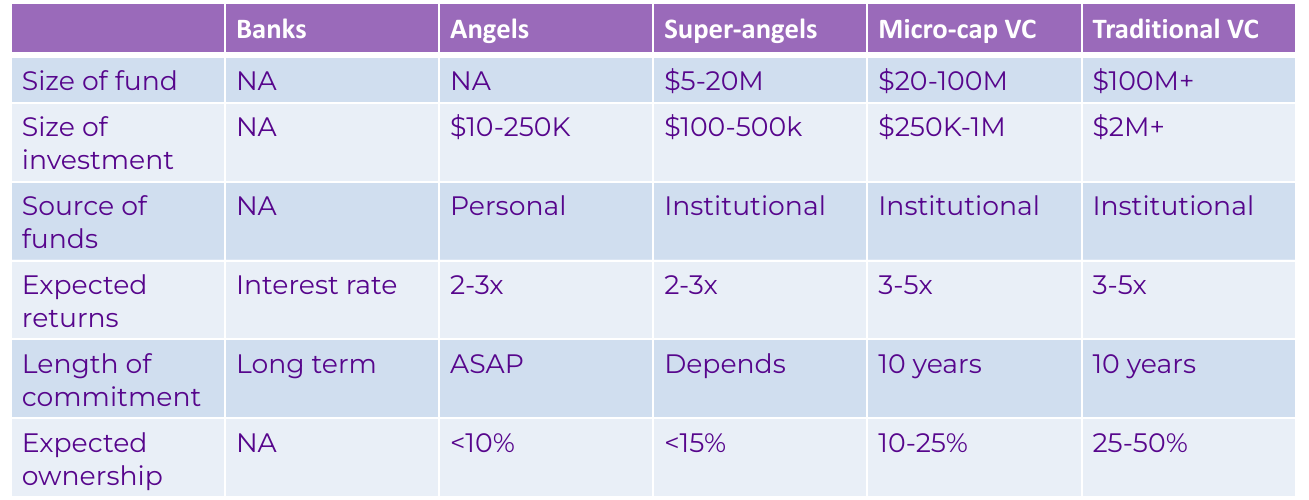 Banks Angels Super-angels Micro-cap VC Traditional VC
Size of fund NA NA $5-20M $20-100M $100M+
Size of NA $10-250K $100-500k $250K-1M $2M+
investment
Source of NA Personal Institutional Institutional Institutional
funds
Expected Interest rate 2-3x 2-3x 3-5x 3-5x
returns
Length of Long term ASAP Depends 10 years 10 years
commitment
Expected NA <10% <15% 10-25% 25-50%
ownership